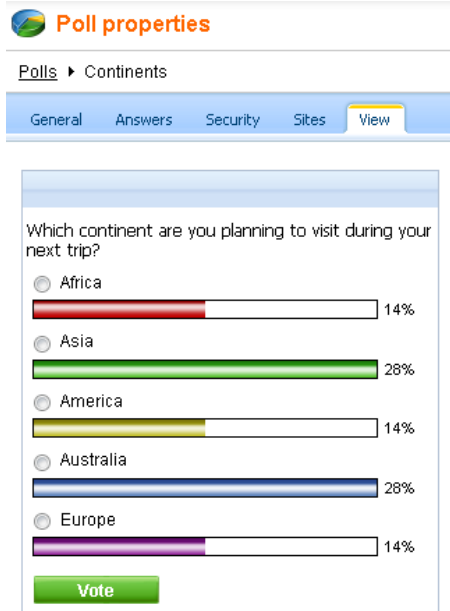 Poll properties
Polls ▸ Continents
General Answers Security Sites View
Which continent are you planning to visit during your
next trip?
Africa
14%
Asia
28%
America
14%
Australia
28%
Europe
14%
Vote